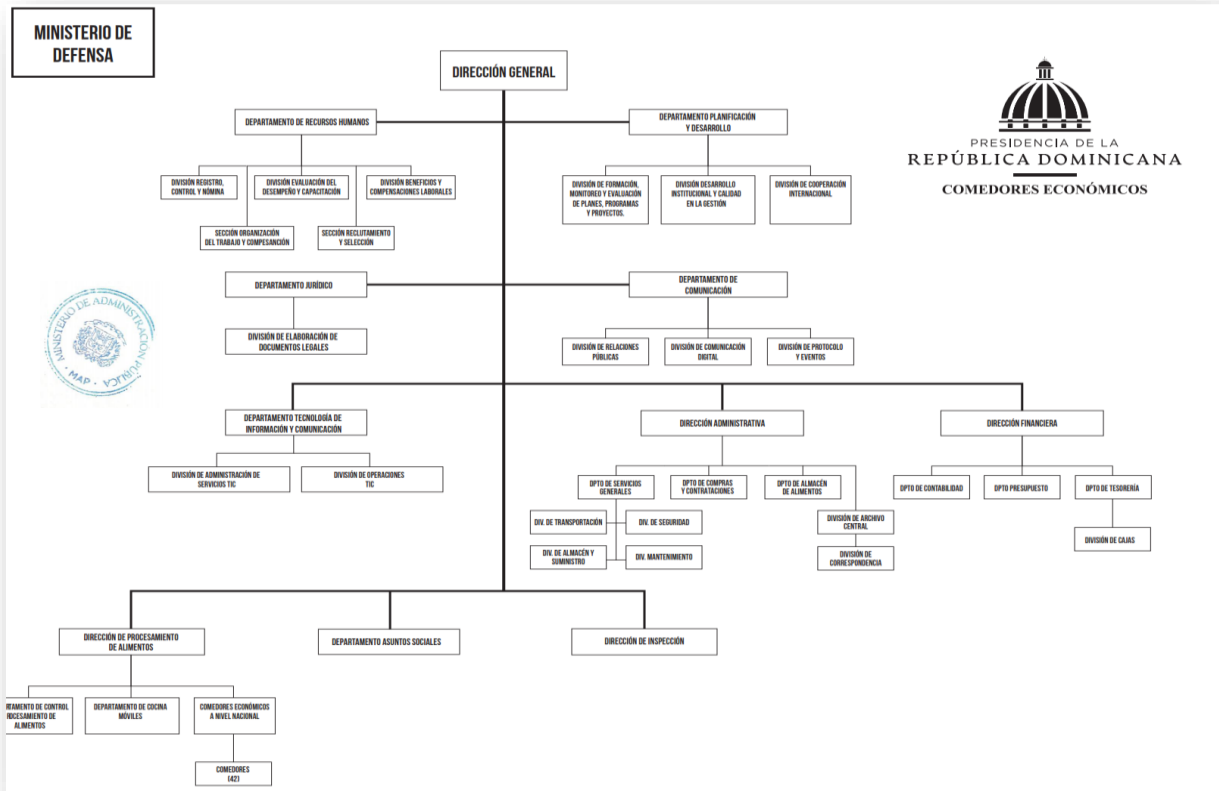 MINISTERIO DE
DEFENSA
DIRECCIÓN GENERAL
PRESIDENCIA DE LA
REPÚBLICA DOMINICANA
COMEDORES ECONÓMICOS
DEPARTAMENTO DE RECURSOS HUMANOS
DEPARTAMENTO PLANIFICACIÓN
Y DESARROLLO
DIVISIÓN REGISTRO,
CONTROL Y NÓMINA
DIVISIÓN EVALUACIÓN DEL
DESEMPEÑO Y CAPACITACIÓN
DIVISIÓN BENEFICIOS Y
COMPENSACIONES LABORALES
SECCIÓN ORGANIZACIÓN
DEL TRABAJO Y COMPESANCIÓN
SECCIÓN RECLUTAMIENTO
Y SELECCIÓN
DIVISIÓN DE FORMACIÓN,
MONITOREO Y EVALUACIÓN
DE PLANES, PROGRAMAS
Y PROYECTOS.
DIVISIÓN DESARROLLO
INSTITUCIONAL Y CALIDAD
EN LA GESTIÓN
DIVISIÓN DE COOPERACIÓN
INTERNACIONAL
MINISTERIO DE ADMINISTRACIÓN PÚBLICA
· MAP ·
DEPARTAMENTO JURÍDICO
DEPARTAMENTO DE
COMUNICACIÓN
DIVISIÓN DE ELABORACIÓN DE
DOCUMENTOS LEGALES
DIVISIÓN DE RELACIONES
PÚBLICAS
DIVISIÓN DE COMUNICACIÓN
DIGITAL
DIVISIÓN DE PROTOCOLO
Y EVENTOS
DEPARTAMENTO TECNOLOGÍA DE
INFORMACIÓN Y COMUNICACIÓN
DIRECCIÓN ADMINISTRATIVA
DIRECCIÓN FINANCIERA
DIVISIÓN DE ADMINISTRACIÓN DE
SERVICIOS TIC
DIVISIÓN DE OPERACIONES
TIC
DPTO DE SERVICIOS
GENERALES
DPTO DE COMPRAS
Y CONTRATACIONES
DPTO DE ALMACÉN
DE ALIMENTOS
DPTO DE CONTABILIDAD
DPTO PRESUPUESTO
DPTO DE TESORERÍA
DIV. DE TRANSPORTACIÓN
DIV. DE SEGURIDAD
DIVISIÓN DE ARCHIVO
CENTRAL
DIVISIÓN DE CAJAS
DIV. DE ALMACÉN Y
SUMINISTRO
DIV. MANTENIMIENTO
DIVISIÓN DE
CORRESPONDENCIA
DIRECCIÓN DE PROCESAMIENTO
DE ALIMENTOS
DEPARTAMENTO ASUNTOS SOCIALES
DIRECCIÓN DE INSPECCIÓN
RTAMENTO DE CONTROL
ROCESAMIENTO DE
ALIMENTOS
DEPARTAMENTO DE COCINA
MÓVILES
COMEDORES ECONÓMICOS
A NIVEL NACIONAL
COMEDORES
(42)